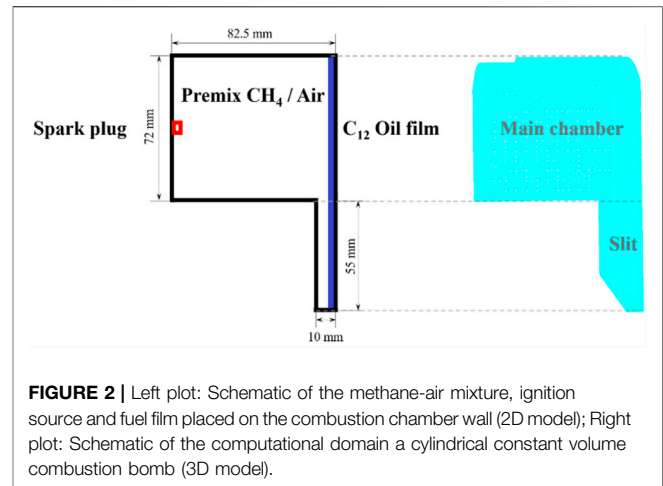 82.5 mm
Premix CH₄ / Air
Spark plug
72 mm
C₁₂ Oil film
Main chamber
Slit
55 mm
10 mm
FIGURE 2 | Left plot: Schematic of the methane-air mixture, ignition
source and fuel film placed on the combustion chamber wall (2D model); Right
plot: Schematic of the computational domain a cylindrical constant volume
combustion bomb (3D model).